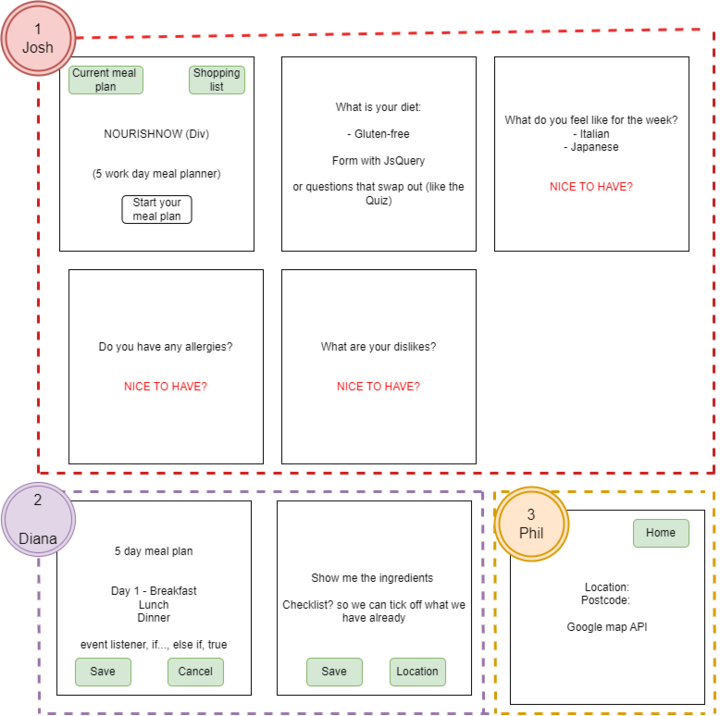 1
Josh
Current meal
plan
Shopping
list
NOURISHNOW (Div)
(5 work day meal planner)
Start your
meal plan
What is your diet:
- Gluten-free
Form with JsQuery
or questions that swap out (like the
Quiz)
What do you feel like for the week?
- Italian
- Japanese
NICE TO HAVE?
Do you have any allergies?
NICE TO HAVE?
What are your dislikes?
NICE TO HAVE?
2
Diana
5 day meal plan
Day 1 - Breakfast
Lunch
Dinner
event listener, if..., else if, true
Save
Cancel
Show me the ingredients
Checklist? so we can tick off what we
have already
Save
Location
3
Phil
Home
Location:
Postcode:
Google map API